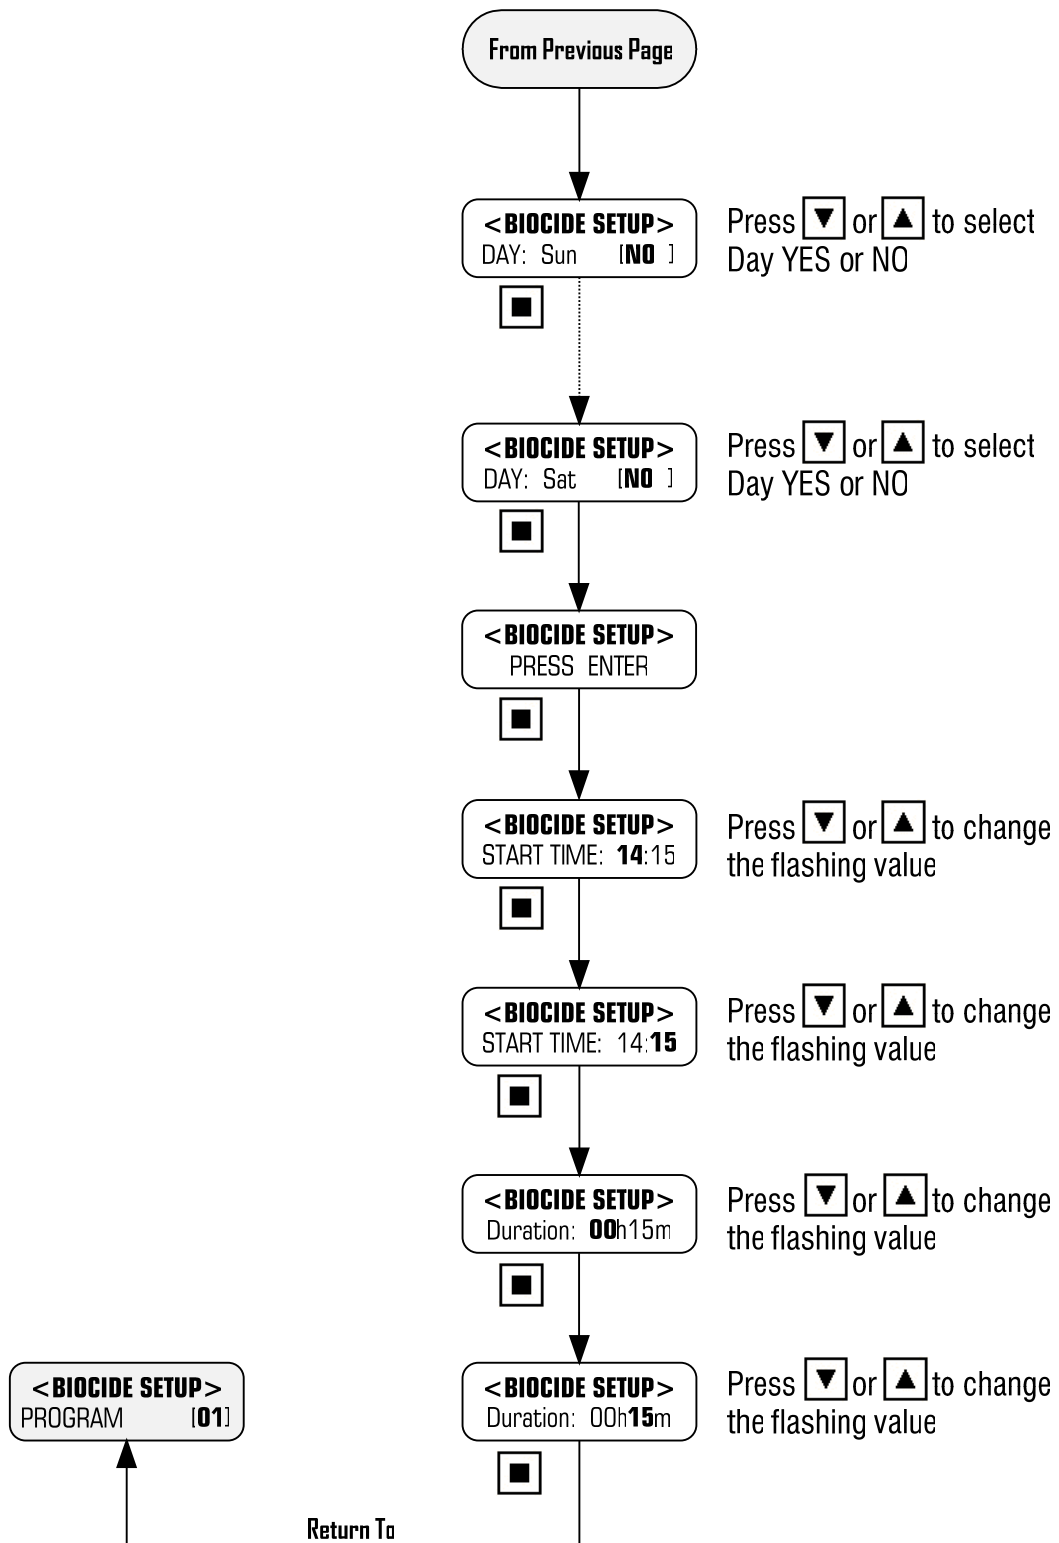 From Previous Page
<BIOCIDE SETUP>
DAY: Sun [NO ]
Press ▼ or ▲ to select
Day YES or NO
<BIOCIDE SETUP>
DAY: Sat [NO ]
Press ▼ or ▲ to select
Day YES or NO
<BIOCIDE SETUP>
PRESS ENTER
<BIOCIDE SETUP>
START TIME: 14:15
Press ▼ or ▲ to change
the flashing value
<BIOCIDE SETUP>
START TIME: 14:15
Press ▼ or ▲ to change
the flashing value
<BIOCIDE SETUP>
Duration: 00h15m
Press ▼ or ▲ to change
the flashing value
<BIOCIDE SETUP>
PROGRAM [01]
<BIOCIDE SETUP>
Duration: 00h15m
Press ▼ or ▲ to change
the flashing value
Return To